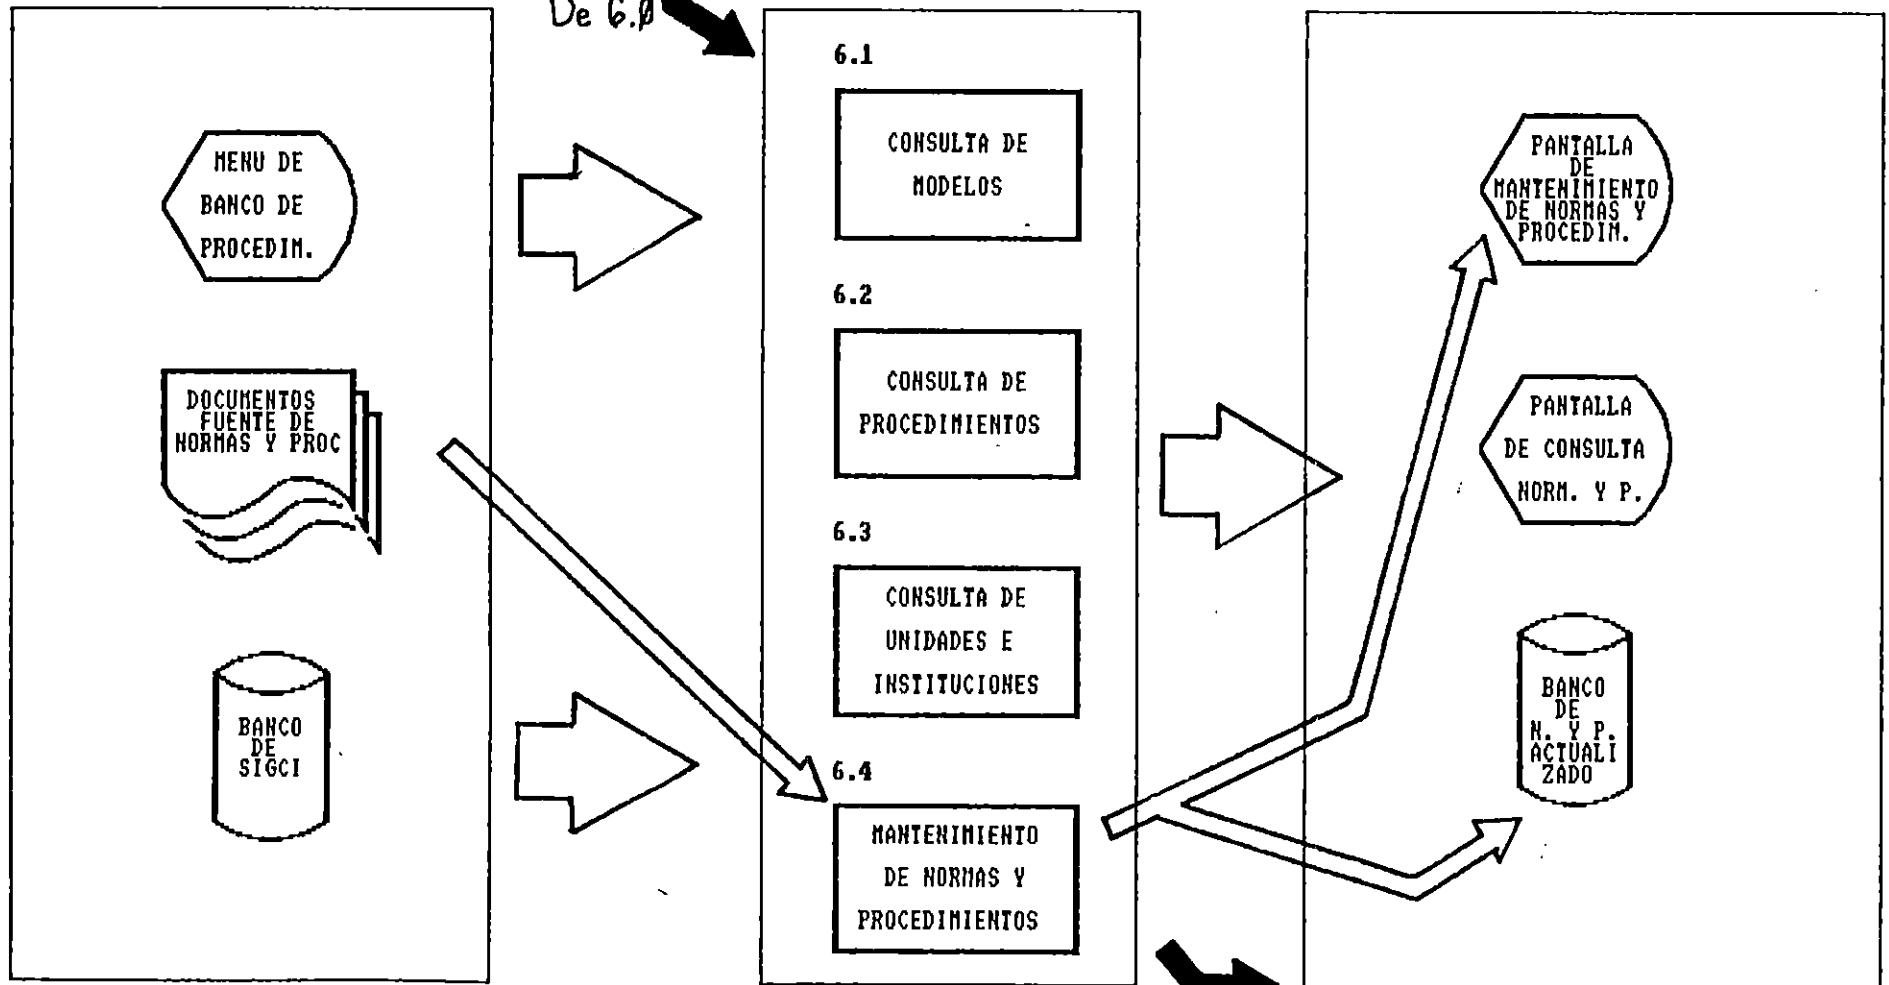 De 6.0
MENU DE
BANCO DE
PROCEDIM.
DOCUMENTOS
FUENTE DE
NORMAS Y PROC
BANCO
DE
SIGCI
6.1
CONSULTA DE
MODELOS
6.2
CONSULTA DE
PROCEDIMIENTOS
6.3
CONSULTA DE
UNIDADES E
INSTITUCIONES
6.4
MANTENIMIENTO
DE NORMAS Y
PROCEDIMIENTOS
PANTALLA
DE
MANTENIMIENTO
DE NORMAS Y
PROCEDIM.
PANTALLA
DE CONSULTA
NORM. Y P.
BANCO
DE
N. Y P.
ACTUALI
ZADO